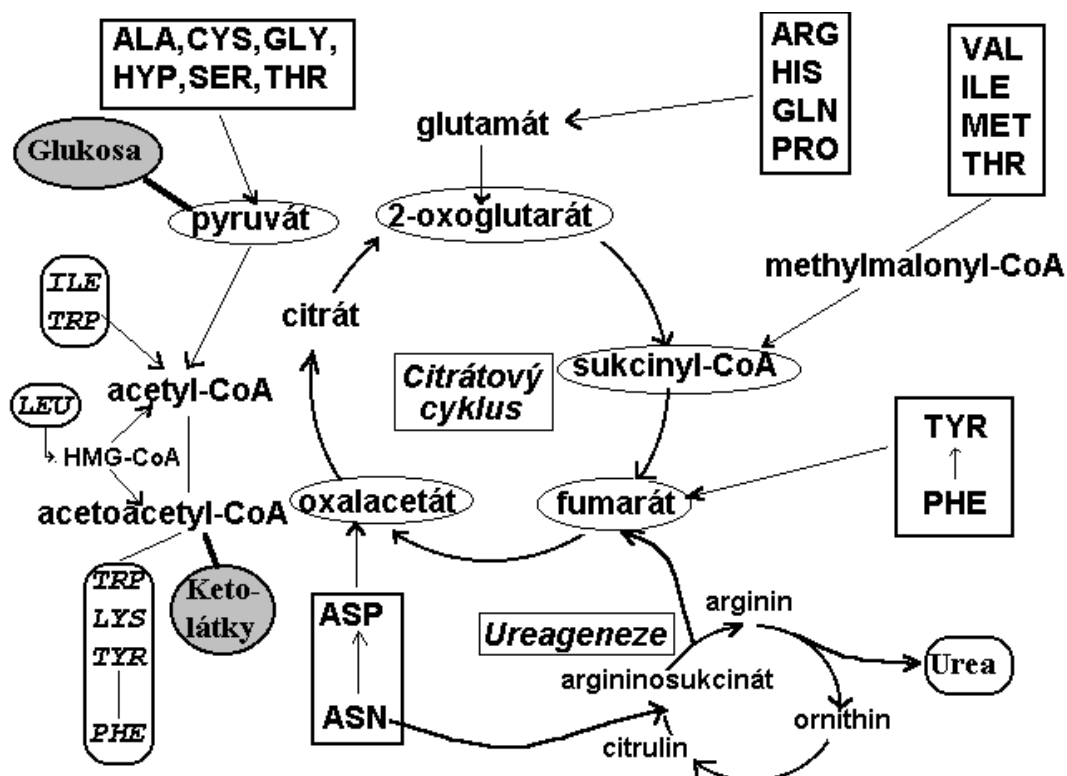 ALA,CYS,GLY,
HYP,SER,THR
ARG
HIS
GLN
PRO
VAL
ILE
MET
THR
glutamát
Glukosa
pyruvát
2-oxoglutarát
methylmalonyl-CoA
ILE
TRP
citrát
acetyl-CoA
Citrátový
cyklus
sukcinyl-CoA
LEU
HMG-CoA
TYR
PHE
acetoacetyl-CoA
oxalacetát
fumarát
TRP
LYS
TYR
PHE
Keto-
látky
ASP
ASN
Ureageneze
arginin
argininosukcinát
Urea
ornithin
citrulin